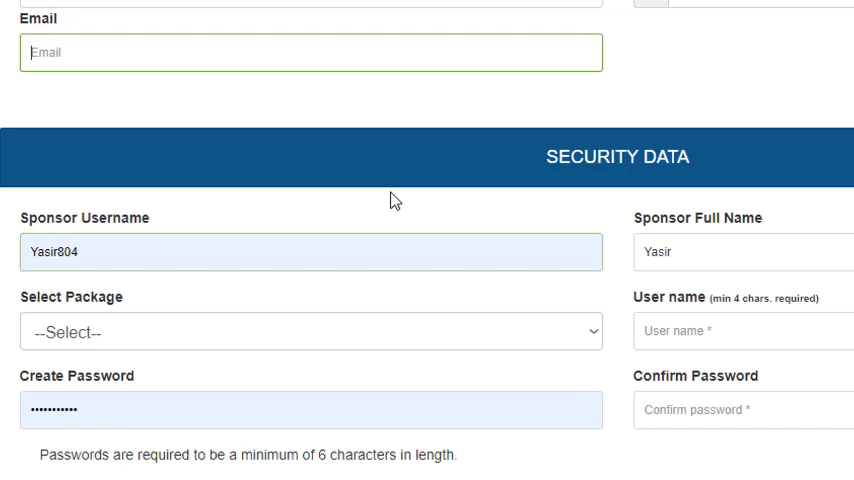 Email
Email
SECURITY DATA
Sponsor Username
Sponsor Full Name
Yasir804
Yasir
Select Package
User name (min 4 chars. required)
--Select--
User name *
Create Password
Confirm Password
•••••••••••
Confirm password *
Passwords are required to be a minimum of 6 characters in length.